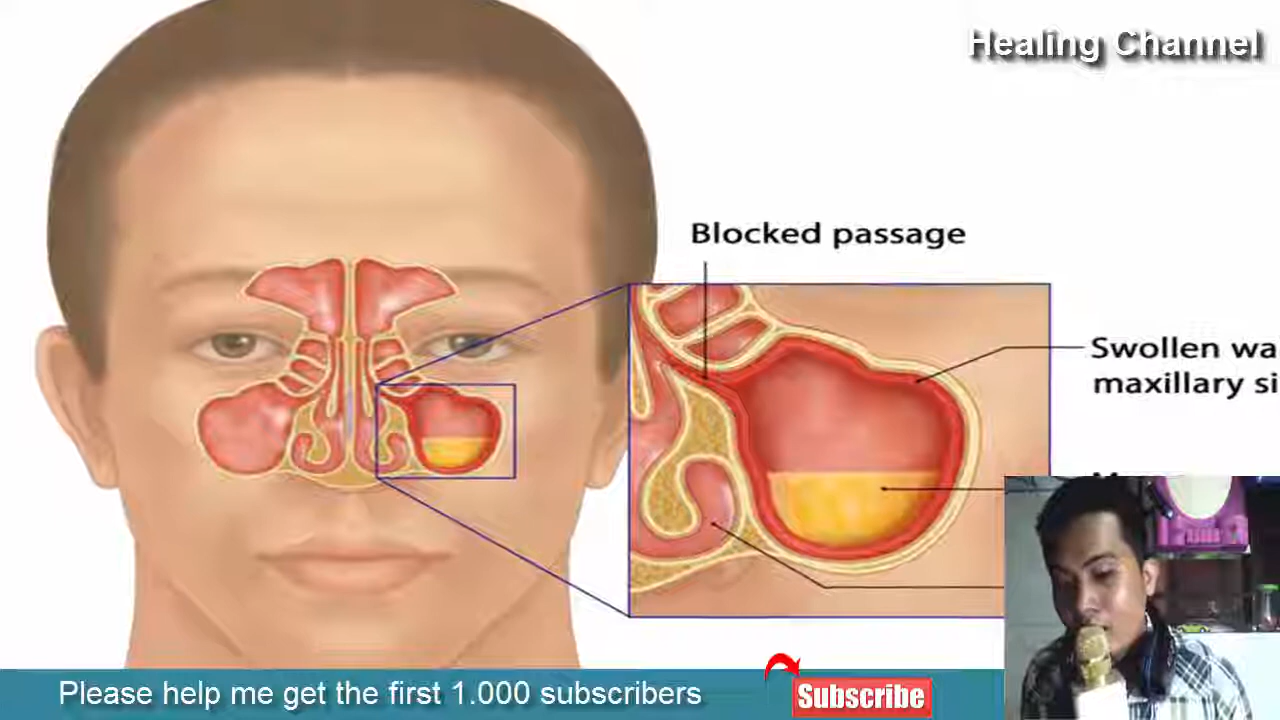 Healing Channel
Blocked passage
Swollen wa
maxillary si
Please help me get the first 1.000 subscribers
Subscribe